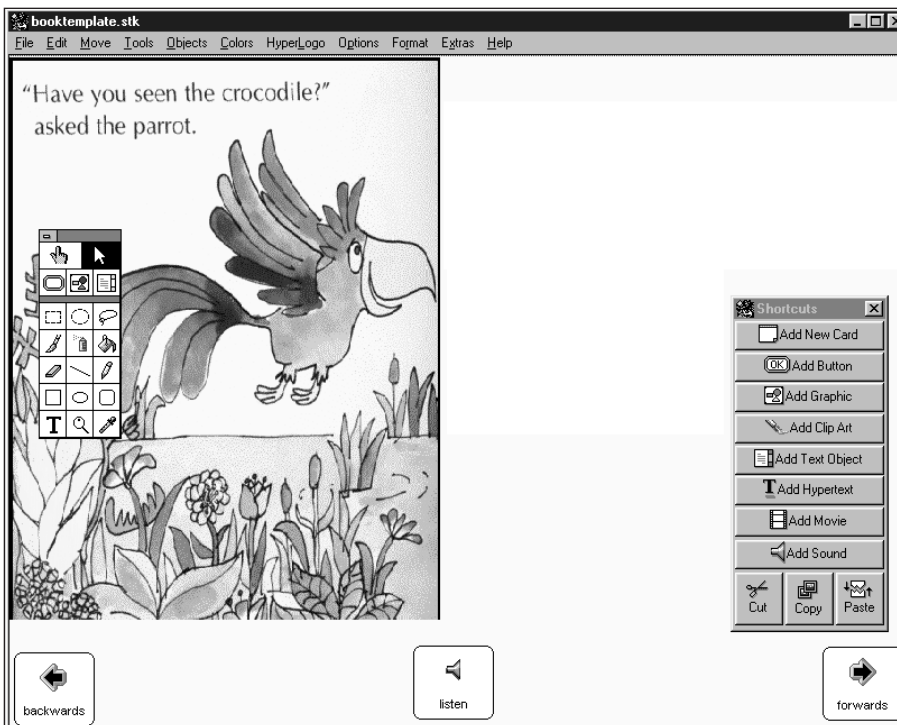 booktemplate.stk
File Edit Move Tools Objects Colors HyperLogo Options Format Extras Help
“Have you seen the crocodile?”
asked the parrot.
T
Shortcuts
Add New Card
OK Add Button
Add Graphic
Add Clip Art
Add Text Object
T Add Hypertext
Add Movie
Add Sound
Cut Copy Paste
backwards
listen
forwards